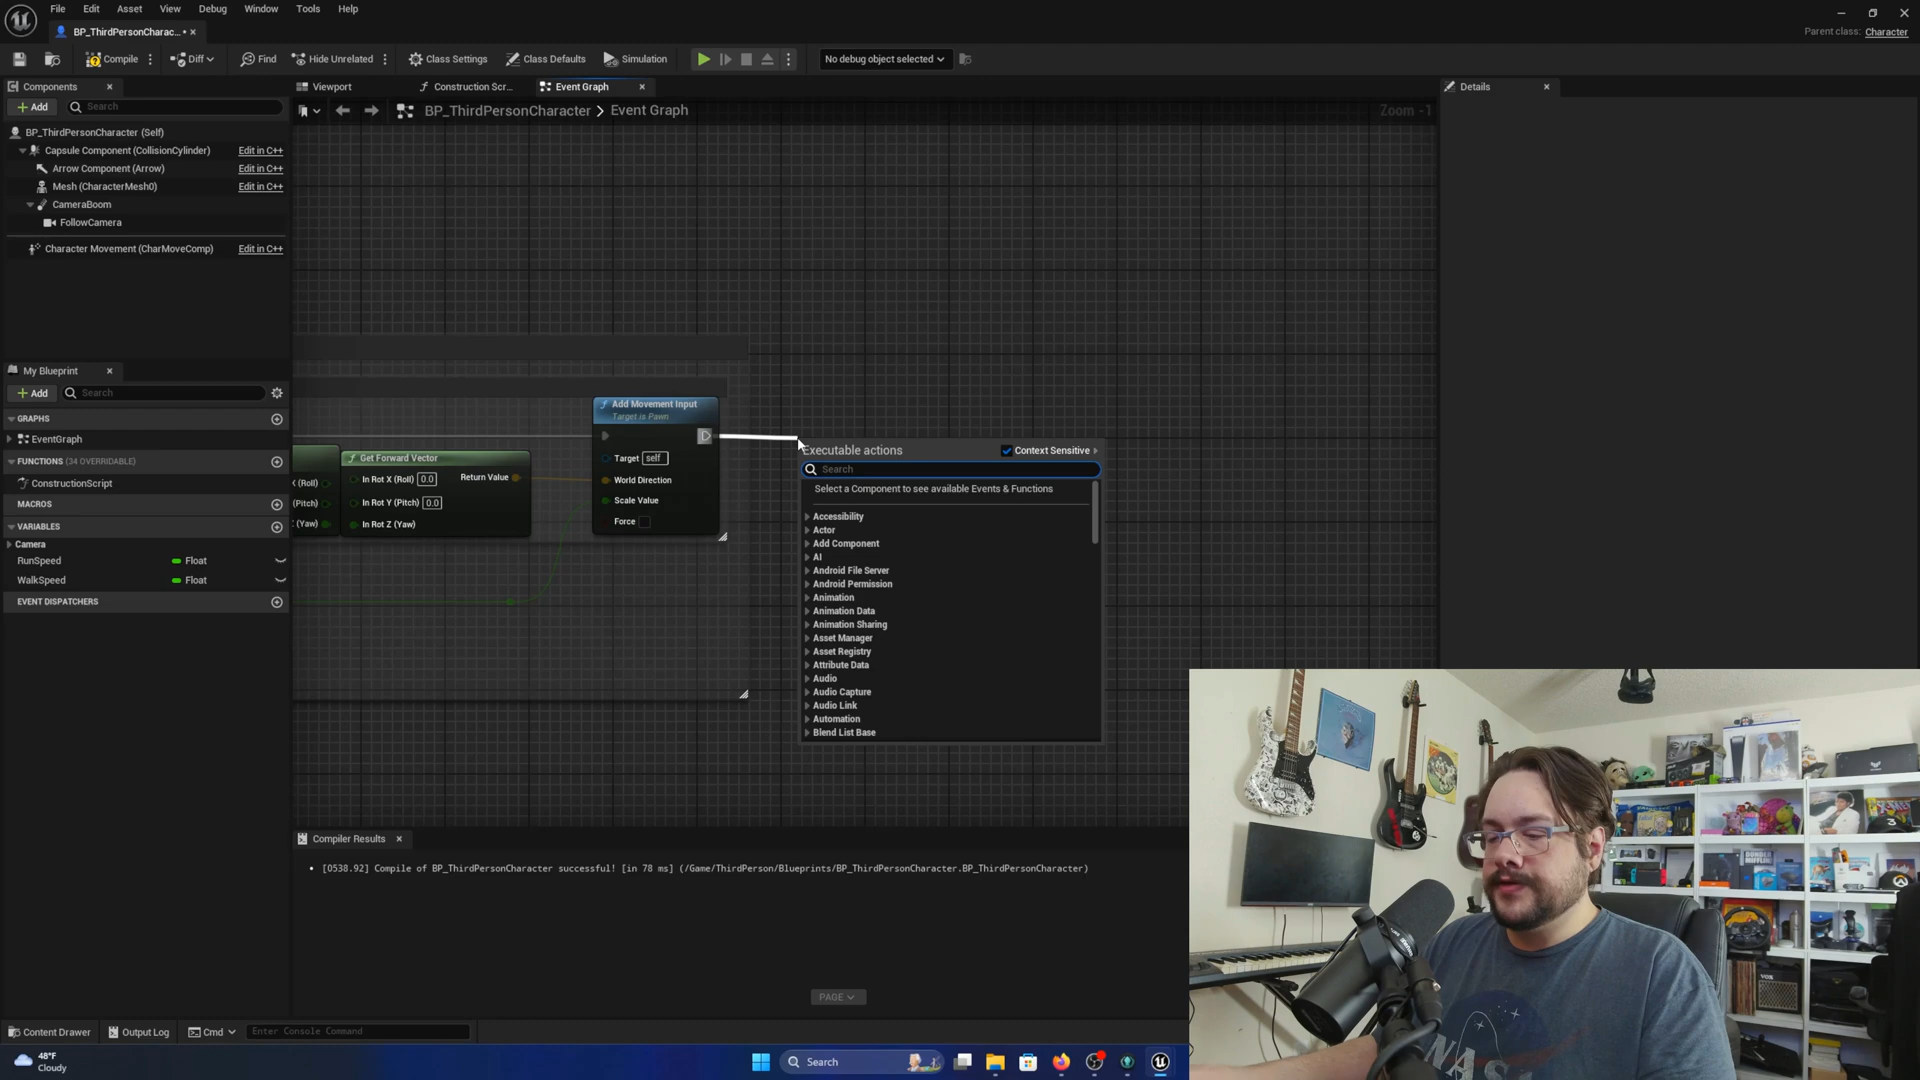 File Edit Asset View Debug Window Tools Help
BP_ThirdPersonCharac... •
Parent class: Character
Compile Diff Find Hide Unrelated Class Settings Class Defaults Simulation No debug object selected
Components
Viewport Construction Scr... Event Graph
Details
Add Search
BP_ThirdPersonCharacter > Event Graph
Zoom -1
BP_ThirdPersonCharacter (Self)
Capsule Component (CollisionCylinder) Edit in C++
Arrow Component (Arrow) Edit in C++
Mesh (CharacterMesh0) Edit in C++
CameraBoom
FollowCamera
Character Movement (CharMoveComp) Edit in C++
My Blueprint
Add Search
GRAPHS
EventGraph
FUNCTIONS (34 OVERRIDABLE)
ConstructionScript
MACROS
VARIABLES
Camera
RunSpeed Float
WalkSpeed Float
EVENT DISPATCHERS
X (Roll)
(Pitch)
Z (Yaw)
Get Forward Vector
In Rot X (Roll) 0.0
Return Value
In Rot Y (Pitch) 0.0
In Rot Z (Yaw)
Add Movement Input
Target is Pawn
Target self
World Direction
Scale Value
Force
Executable actions
Context Sensitive
Search
Select a Component to see available Events & Functions
Accessibility
Actor
Add Component
AI
Android File Server
Android Permission
Animation
Animation Data
Animation Sharing
Asset Manager
Asset Registry
Attribute Data
Audio
Audio Capture
Audio Link
Automation
Blend List Base
Compiler Results
[0538.92] Compile of BP_ThirdPersonCharacter successful! [in 78 ms] (/Game/ThirdPerson/Blueprints/BP_ThirdPersonCharacter.BP_ThirdPersonCharacter)
PAGE
Content Drawer Output Log Cmd Enter Console Command
48°F
Cloudy
Search
DUNDER
MIFFLIN
VOX
NASA